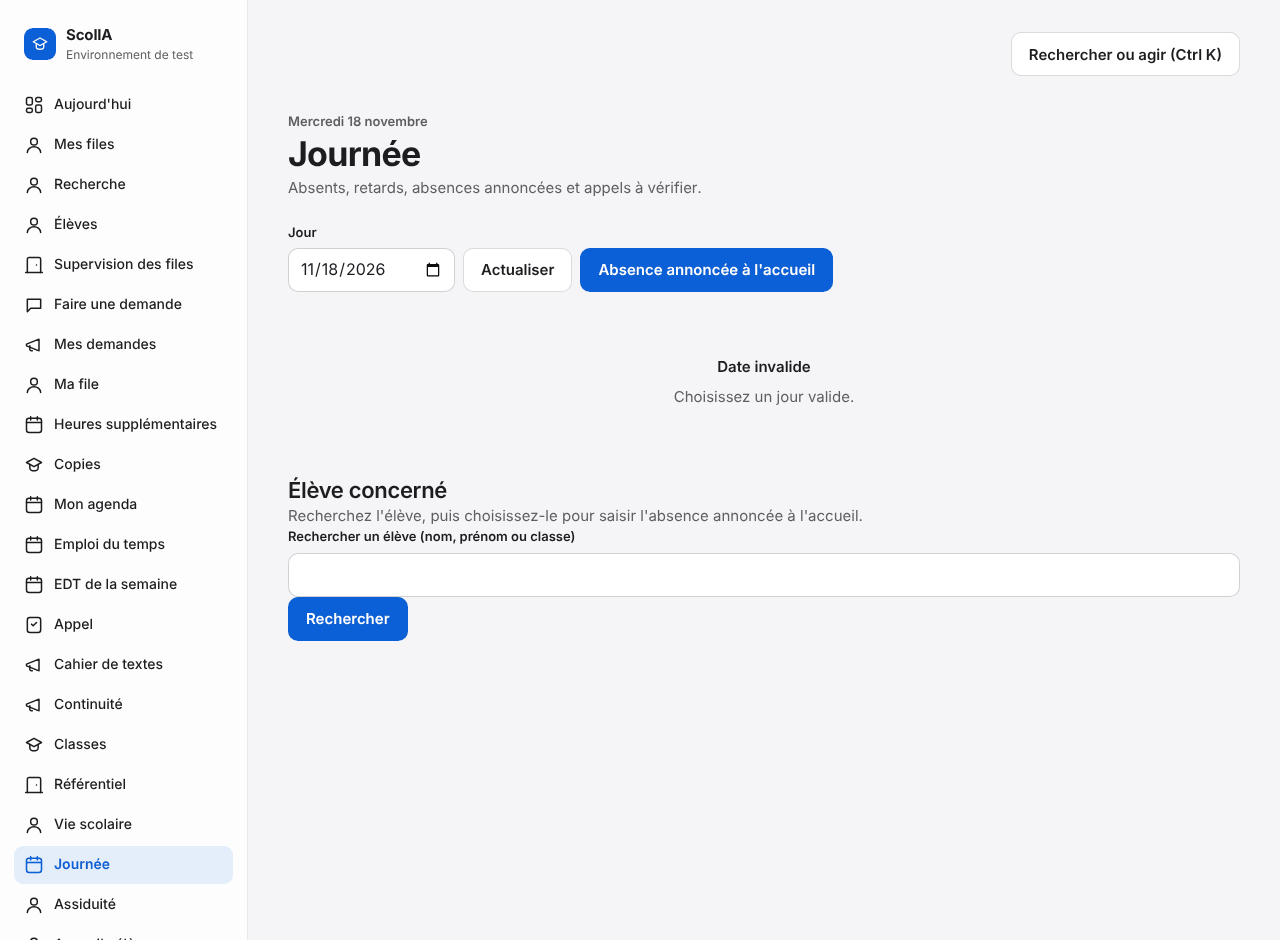 ScolIA
Environnement de test
Aujourd'hui
Mes files
Recherche
Élèves
Supervision des files
Faire une demande
Mes demandes
Ma file
Heures supplémentaires
Copies
Mon agenda
Emploi du temps
EDT de la semaine
Appel
Cahier de textes
Continuité
Classes
Référentiel
Vie scolaire
Journée
Assiduité
Rechercher ou agir (Ctrl K)
Mercredi 18 novembre
Journée
Absents, retards, absences annoncées et appels à vérifier.
Jour
11/18/2026
Actualiser
Absence annoncée à l'accueil
Date invalide
Choisissez un jour valide.
Élève concerné
Recherchez l'élève, puis choisissez-le pour saisir l'absence annoncée à l'accueil.
Rechercher un élève (nom, prénom ou classe)
Rechercher